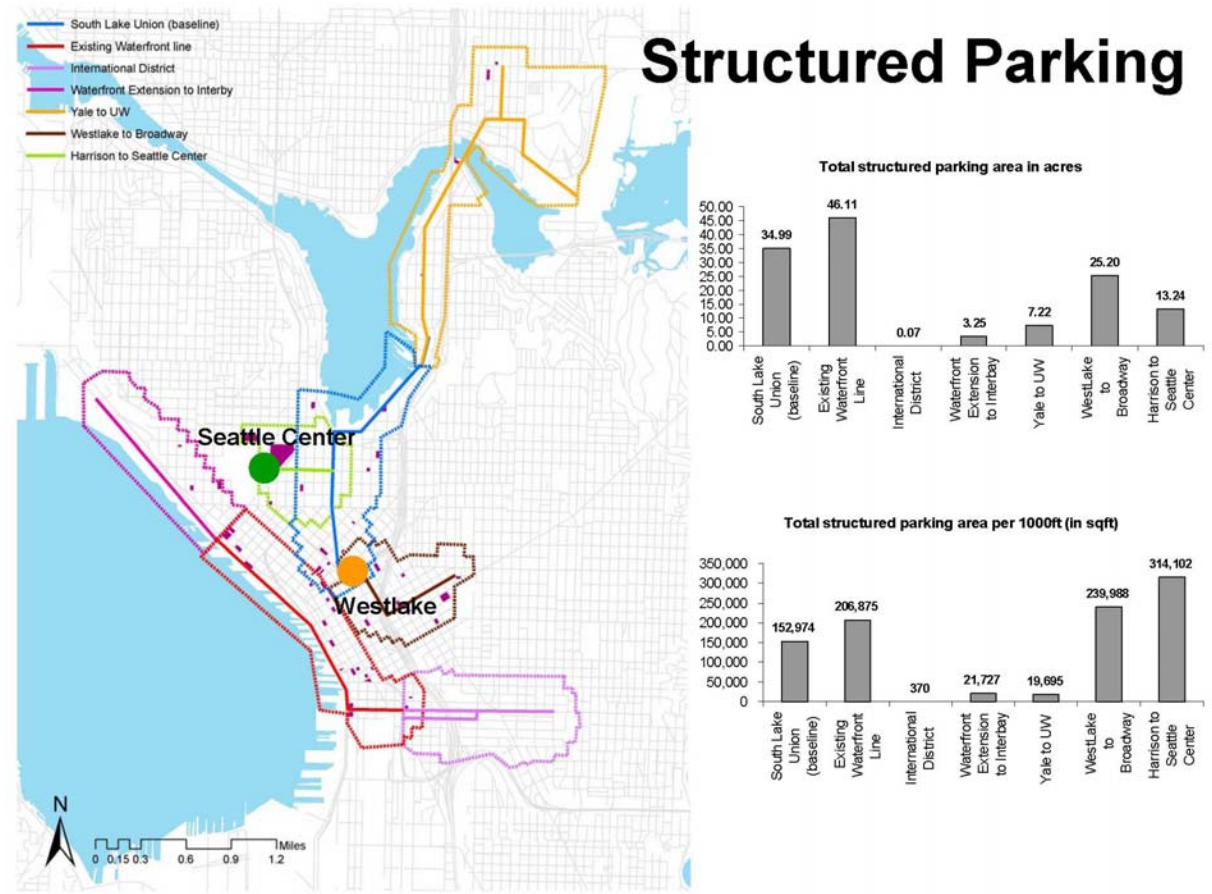 South Lake Union (baseline)
Existing Waterfront line
International District
Waterfront Extension to Interby
Yale to UW
Westlake to Broadway
Harrison to Seattle Center
Structured Parking
Seattle Center
Westlake
N
Miles
0 0.15 0.3 0.6 0.9 1.2
Total structured parking area in acres
50.00
45.00
40.00
35.00
30.00
25.00
20.00
15.00
10.00
5.00
0.00
34.99
46.11
0.07
3.25
7.22
25.20
13.24
South Lake
Union
(baseline)
Existing
Waterfront
Line
International
District
Waterfront
Extension
to Interbay
Yale to UW
WestLake
to
Broadway
Harrison to
Seattle
Center
Total structured parking area per 1000ft (in sqft)
350,000
300,000
250,000
200,000
150,000
100,000
50,000
0
152,974
206,875
370
21,727
19,695
239,988
314,102
South Lake
Union
(baseline)
Existing
Waterfront
Line
International
District
Waterfront
Extension
to Interbay
Yale to UW
WestLake
to
Broadway
Harrison to
Seattle
Center